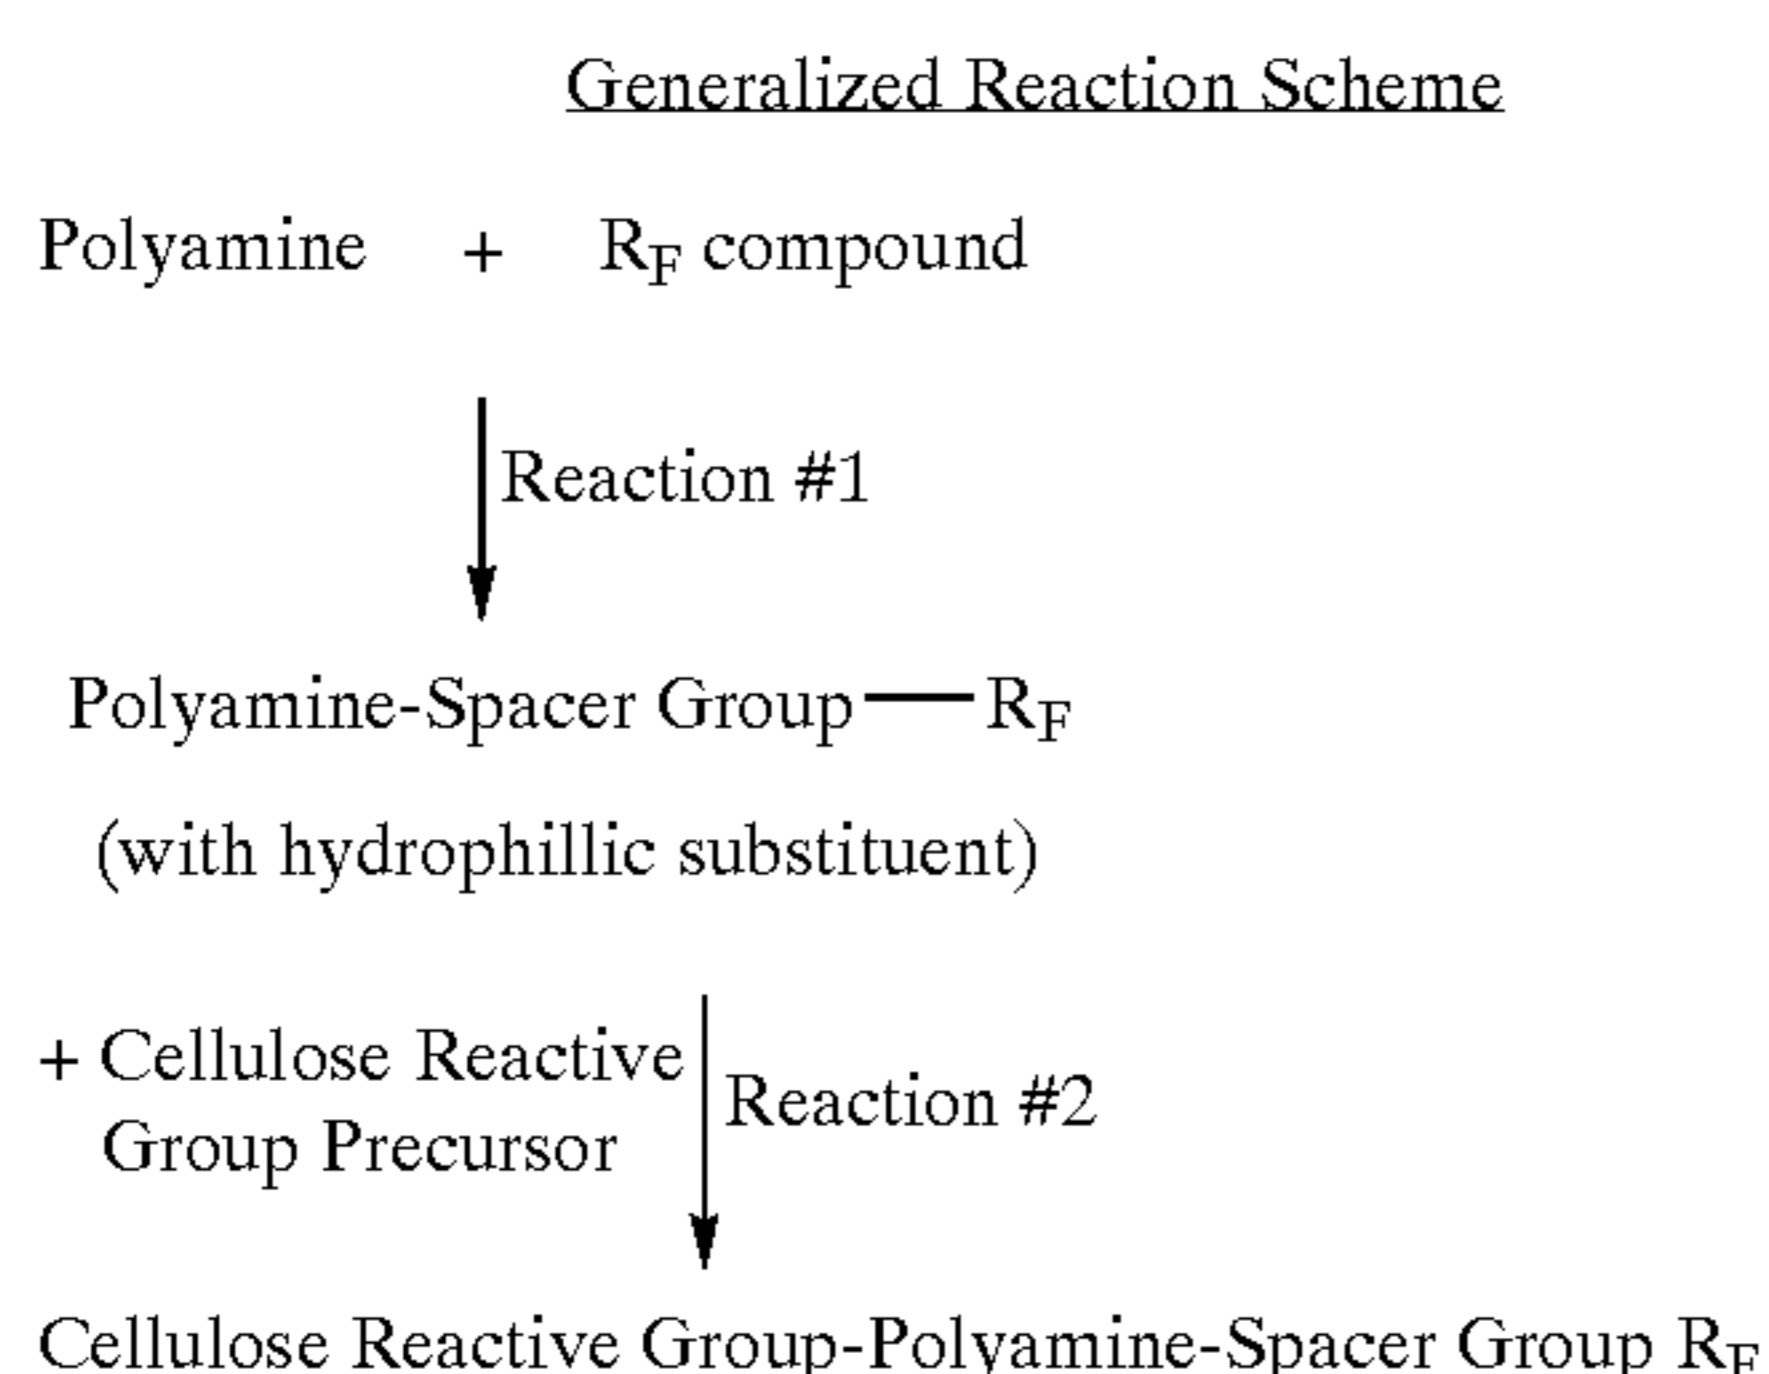 Generalized Reaction Scheme
Polyamine + RF compound
Reaction #1
Polyamine-Spacer Group—RF
(with hydrophillic substituent)
+ Cellulose Reactive
Group Precursor
Reaction #2
Cellulose Reactive Group-Polyamine-Spacer Group RF